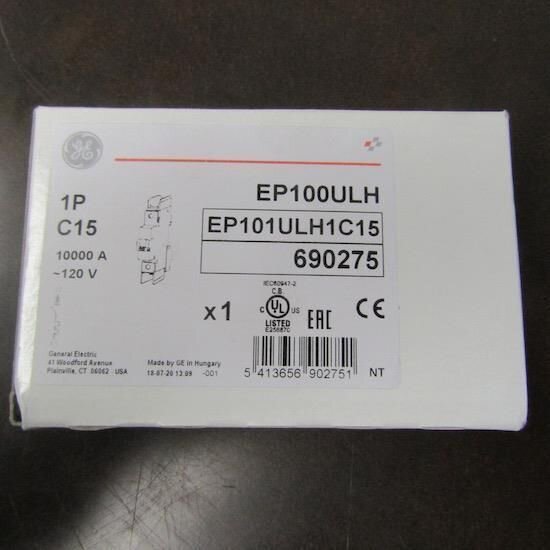 GE
1P
C15
10000 A
~120 V
EP100ULH
EP101ULH1C15
690275
x1
IEC60947-2
C.B.
C UL US
LISTED
E256870
EAC
CE
General Electric
41 Woodford Avenue
Plainville, CT 06062 - USA
Made by GE in Hungary
18-07-20 13:09 -001
5 413656 902751 NT